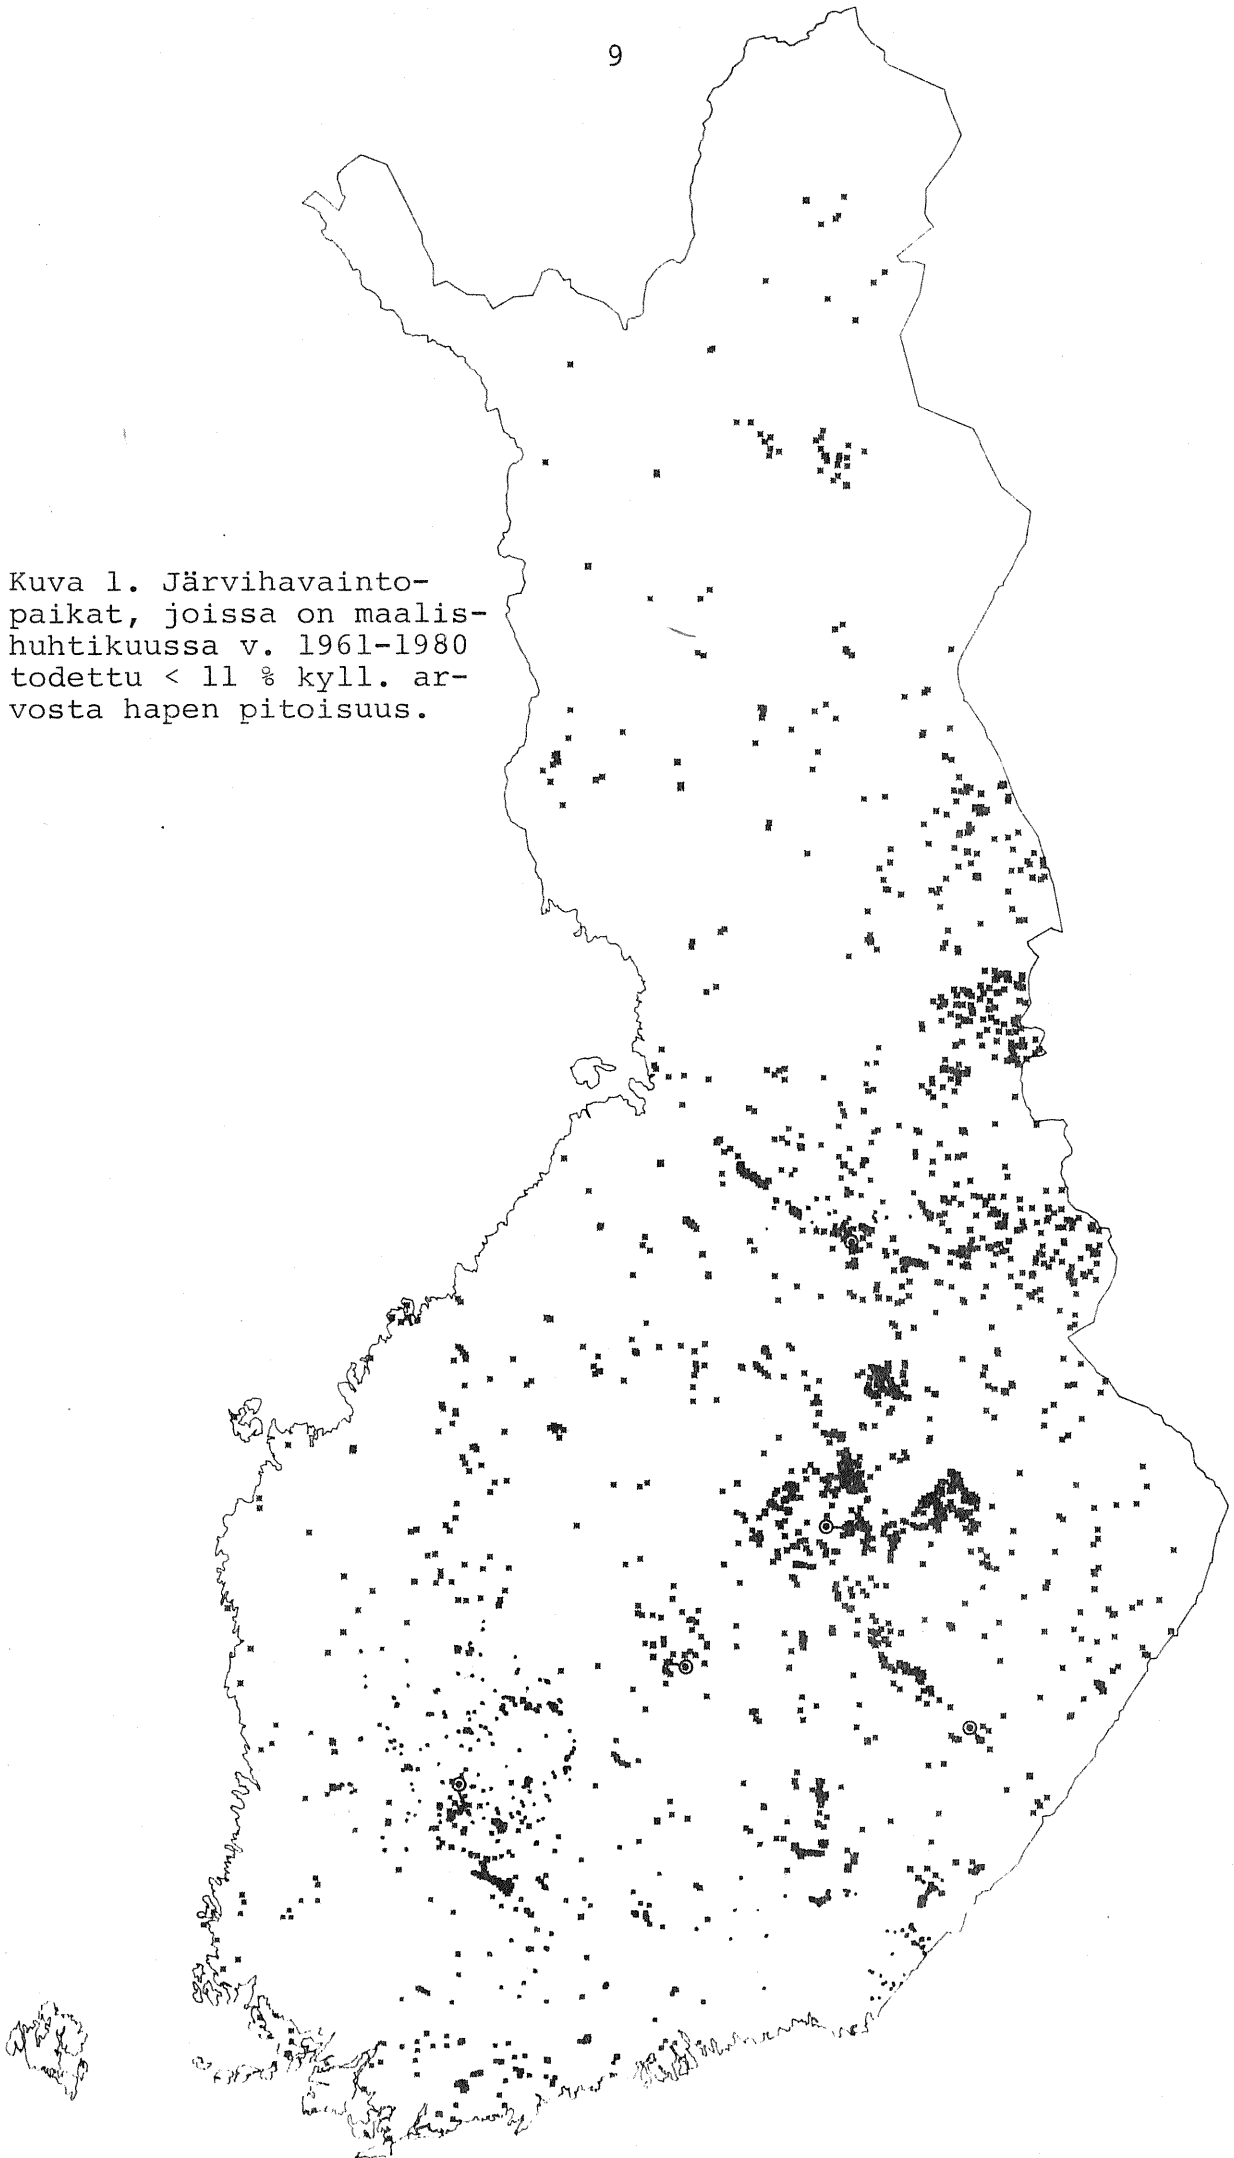 9
Kuva 1. Järvihavainto-
paikat, joissa on maalis-
huhtikuussa v. 1961-1980
todettu < 11 % kyll. ar-
vosta hapen pitoisuus.